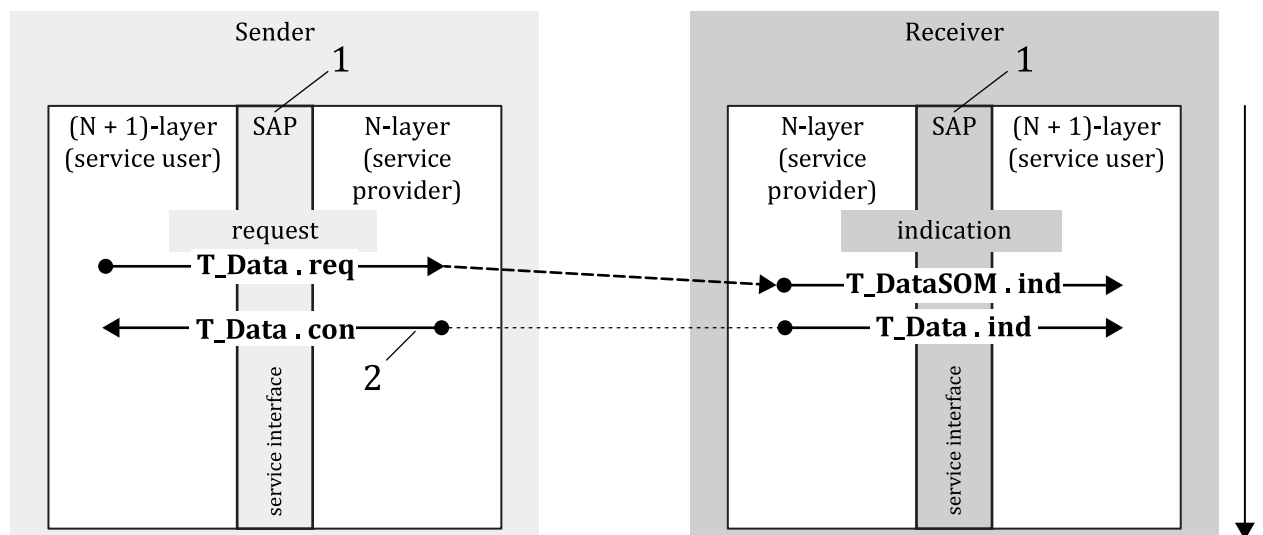 Sender
1
(N + 1)-layer
(service user)
SAP
N-layer
(service
provider)
request
T_Data . req
T_Data . con
2
service interface
Receiver
1
N-layer
(service
provider)
SAP
(N + 1)-layer
(service user)
indication
T_DataSOM . ind
T_Data . ind
service interface